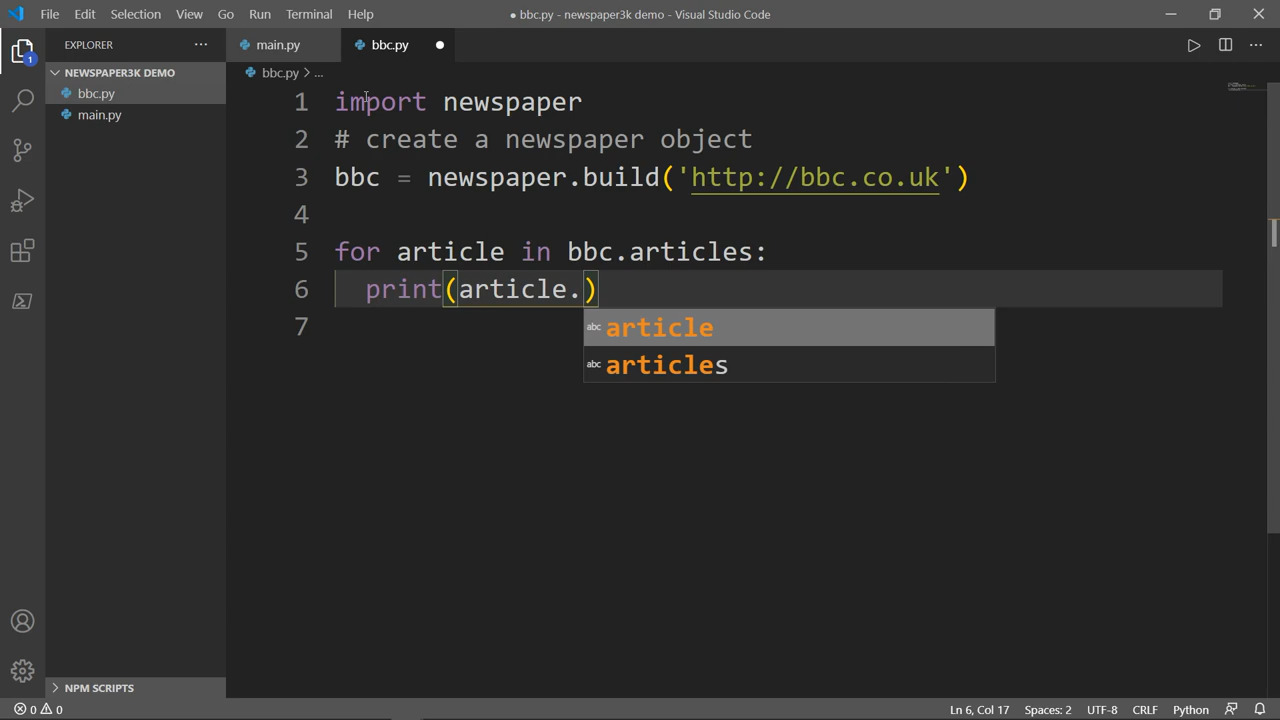 File Edit Selection View Go Run Terminal Help
● bbc.py - newspaper3k demo - Visual Studio Code
EXPLORER ...
main.py
bbc.py ●
1
NEWSPAPER3K DEMO
bbc.py
main.py
bbc.py > ...
1 import newspaper
2 # create a newspaper object
3 bbc = newspaper.build('http://bbc.co.uk')
4
5 for article in bbc.articles:
6 print(article.)
7
abc article
abc articles
NPM SCRIPTS
0 0
Ln 6, Col 17 Spaces: 2 UTF-8 CRLF Python